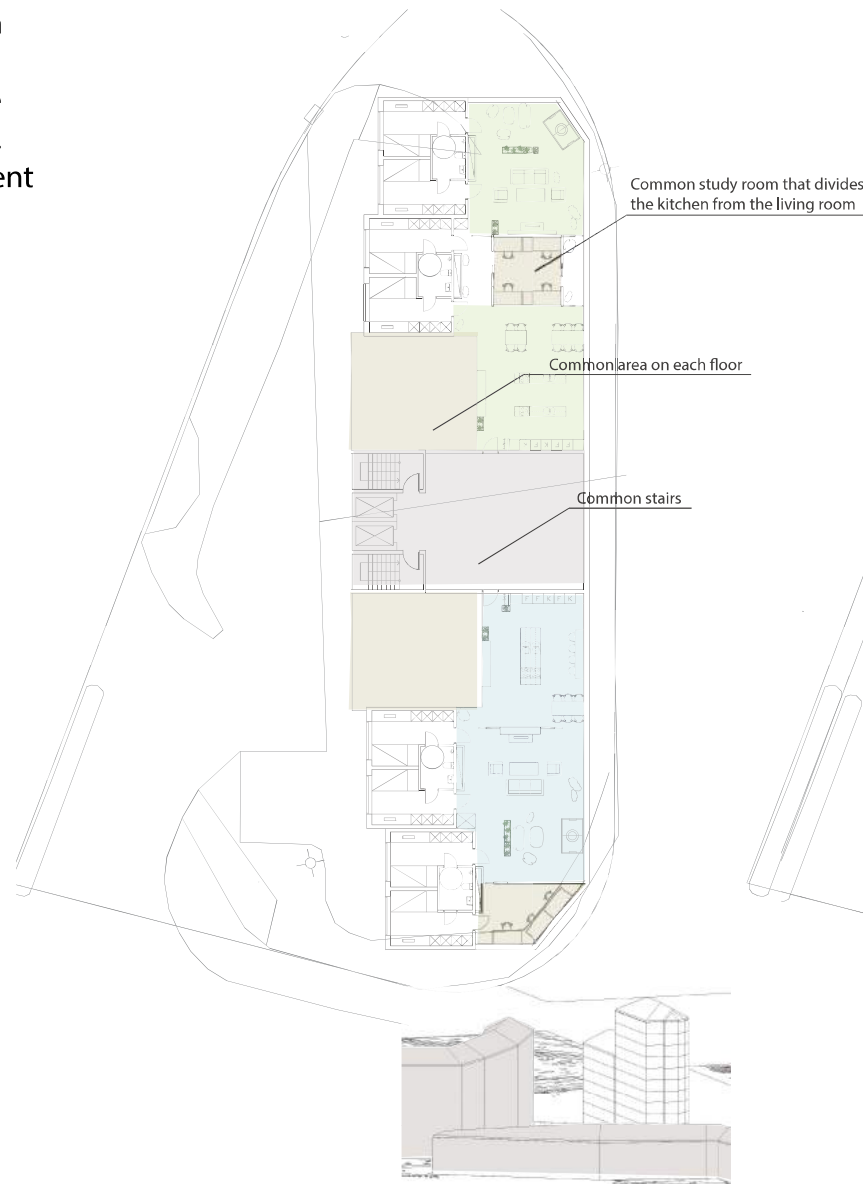 ent
Common study room that divides
the kitchen from the living room
Common area on each floor
Common stairs